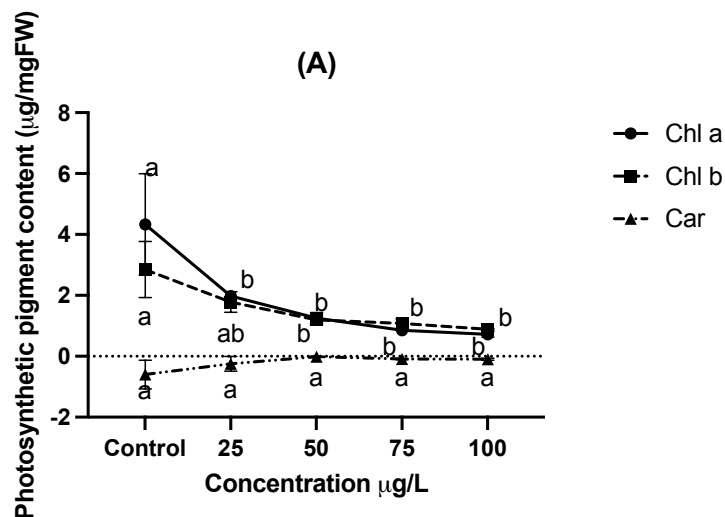 (A)
Photosynthetic pigment content (μg/mgFW)
8
6
4
2
0
-2
a
b
b
b
b
a
ab
b
b
b
a
a
a
a
a
Control 25 50 75 100
Concentration μg/L
Chl a
Chl b
Car